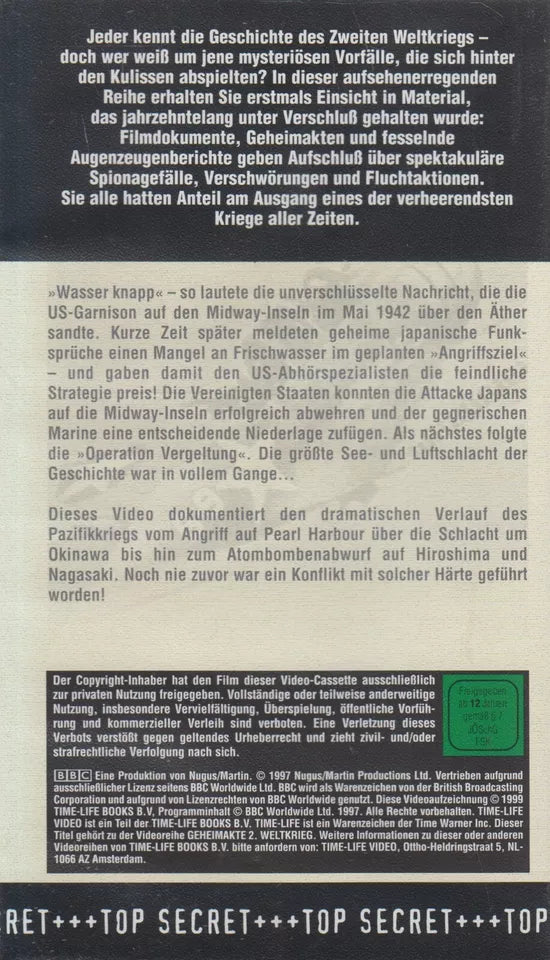 Jeder kennt die Geschichte des Zweiten Weltkriegs –
doch wer weiß um jene mysteriösen Vorfälle, die sich hinter
den Kulissen abspielten? In dieser aufsehenerregenden
Reihe erhalten Sie erstmals Einsicht in Material,
das jahrzehntelang unter Verschluß gehalten wurde:
Filmdokumente, Geheimakten und fesselnde
Augenzeugenberichte geben Aufschluß über spektakuläre
Spionagefälle, Verschwörungen und Fluchtaktionen.
Sie alle hatten Anteil am Ausgang eines der verheerendsten
Kriege aller Zeiten.
»Wasser knapp« – so lautete die unverschlüsselte Nachricht, die die
US-Garnison auf den Midway-Inseln im Mai 1942 über den Äther
sandte. Kurze Zeit später meldeten geheime japanische Funk-
sprüche einen Mangel an Frischwasser im geplanten »Angriffsziel«
– und gaben damit den US-Abhörspezialisten die feindliche
Strategie preis! Die Vereinigten Staaten konnten die Attacke Japans
auf die Midway-Inseln erfolgreich abwehren und der gegnerischen
Marine eine entscheidende Niederlage zufügen. Als nächstes folgte
die »Operation Vergeltung«. Die größte See- und Luftschlacht der
Geschichte war in vollem Gange...
Dieses Video dokumentiert den dramatischen Verlauf des
Pazifikkriegs vom Angriff auf Pearl Harbour über die Schlacht um
Okinawa bis hin zum Atombombenabwurf auf Hiroshima und
Nagasaki. Noch nie zuvor war ein Konflikt mit solcher Härte geführt
worden!
Der Copyright-Inhaber hat den Film dieser Video-Cassette ausschließlich
zur privaten Nutzung freigegeben. Vollständige oder teilweise anderweitige
Nutzung, insbesondere Vervielfältigung, Überspielung, öffentliche Vorfüh-
rung und kommerzieller Verleih sind verboten. Eine Verletzung dieses
Verbots verstößt gegen geltendes Urheberrecht und zieht zivil- und/oder
strafrechtliche Verfolgung nach sich.
Freigegeben
ab 12 Jahren
gemäß § 7
JÖSchG
FSK
BBC Eine Produktion von Nugus/Martin. © 1997 Nugus/Martin Productions Ltd. Vertrieben aufgrund
ausschließlicher Lizenz seitens BBC Worldwide Ltd. BBC wird als Warenzeichen von der British Broadcasting
Corporation und aufgrund von Lizenzrechten von BBC Worldwide genutzt. Diese Videoaufzeichnung © 1999
TIME-LIFE BOOKS B.V, Programminhalt © BBC Worldwide Ltd. 1997. Alle Rechte vorbehalten. TIME-LIFE
VIDEO ist ein Teil der TIME-LIFE BOOKS B.V. TIME-LIFE ist ein Warenzeichen der Time Warner Inc. Dieser
Titel gehört zu der Videoreihe GEHEIMAKTE 2. WELTKRIEG. Weitere Informationen zu dieser oder anderen
Videoreihen von TIME-LIFE BOOKS B.V. bitte anfordern von: TIME-LIFE VIDEO, Ottho-Heldringstraat 5, NL-
1066 AZ Amsterdam.
CRET+++TOP SECRET+++TOP SECRET+++TOP